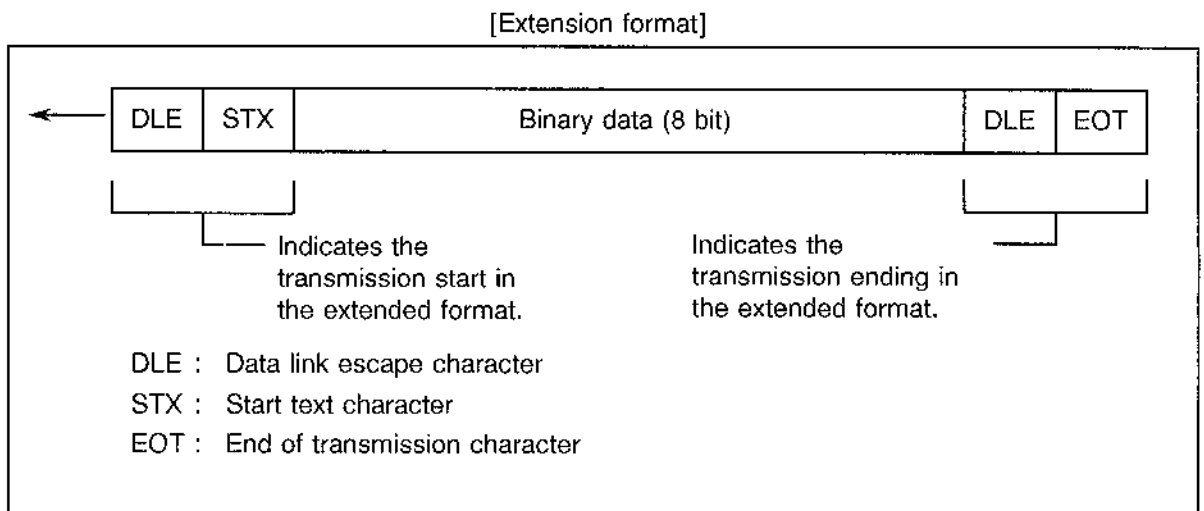 [Extension format]
DLE STX Binary data (8 bit) DLE EOT
Indicates the
transmission start in
the extended format.
Indicates the
transmission ending in
the extended format.
DLE : Data link escape character
STX : Start text character
EOT : End of transmission character